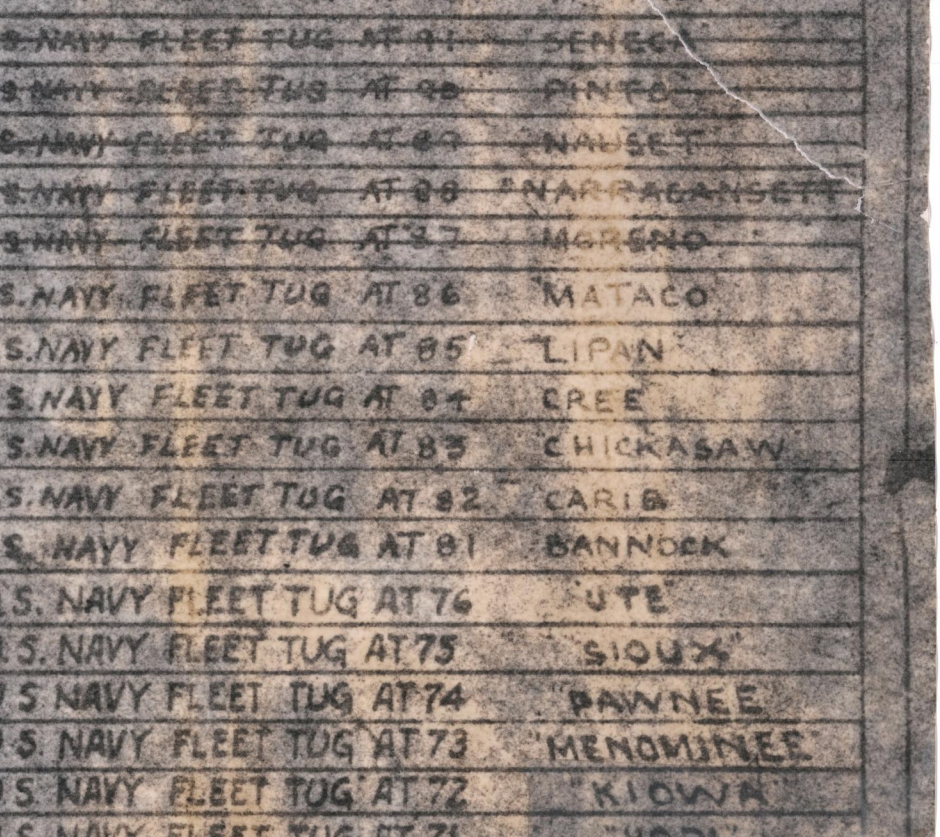 S. NAVY FLEET TUG AT 91 "SENECA"
S. NAVY FLEET TUG AT 90 PINTO
S. NAVY FLEET TUG AT 89 NAUSET
S. NAVY FLEET TUG AT 88 "NARRAGANSETT
S. NAVY FLEET TUG AT 87 MORENO
S. NAVY FLEET TUG AT 86 "MATACO
S. NAVY FLEET TUG AT 85 "LIPAN"
S. NAVY FLEET TUG AT 84 CREE
S. NAVY FLEET TUG AT 83 "CHICKASAW"
S. NAVY FLEET TUG AT 82 CARIB
S. NAVY FLEET TUG AT 81 BANNOCK
S. NAVY FLEET TUG AT 76 "UTE"
S. NAVY FLEET TUG AT 75 "SIOUX"
S. NAVY FLEET TUG AT 74 "PAWNEE
S. NAVY FLEET TUG AT 73 "MENOMINEE"
S. NAVY FLEET TUG AT 72 "KIOWA"
S. NAVY FLEET TUG AT 71